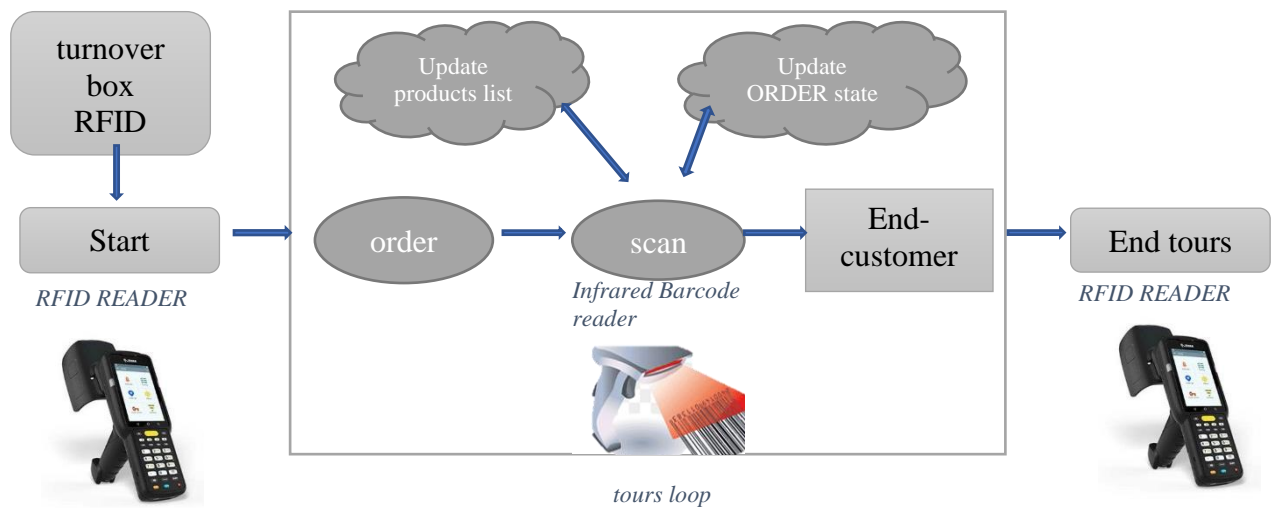 turnover
box
RFID
Update
products list
Update
ORDER state
Start
order
scan
End-
customer
End tours
RFID READER
Infrared Barcode
reader
RFID READER
tours loop